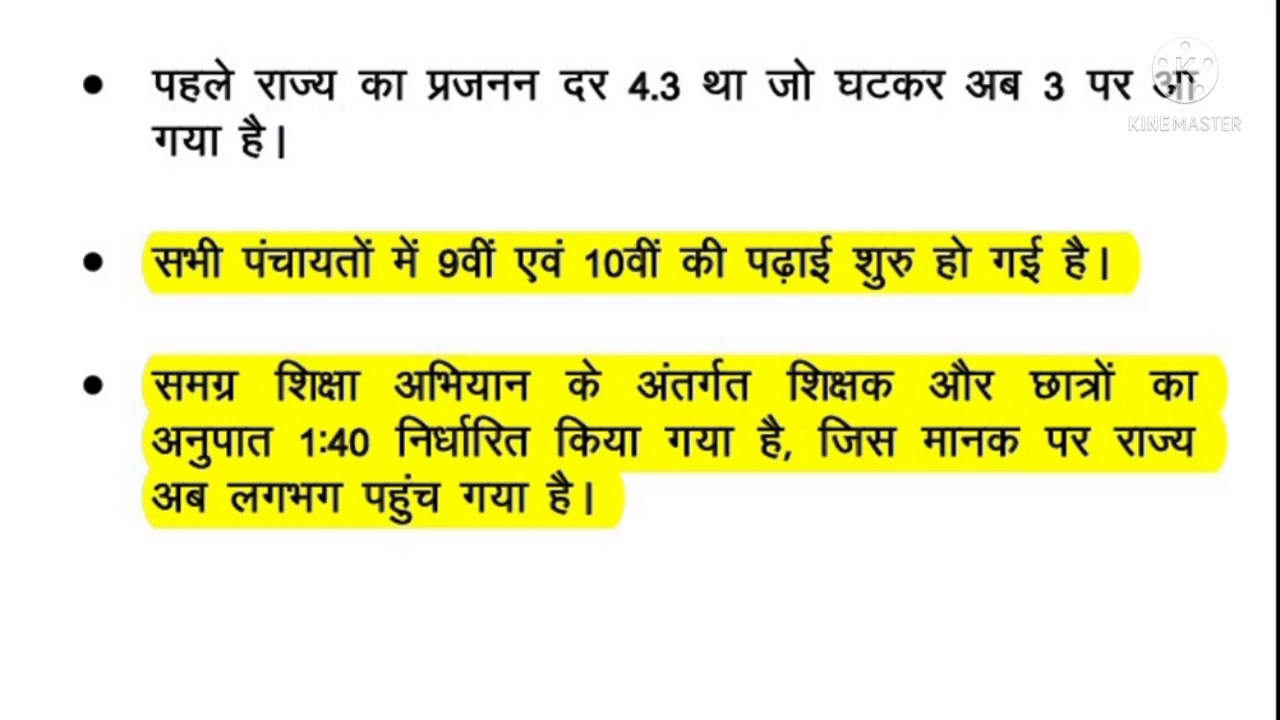 • पहले राज्य का प्रजनन दर 4.3 था जो घटकर अब 3 पर आ
KINEMASTER
गया है।
• सभी पंचायतों में 9वीं एवं 10वीं की पढ़ाई शुरु हो गई है।
• समग्र शिक्षा अभियान के अंतर्गत शिक्षक और छात्रों का
अनुपात 1:40 निर्धारित किया गया है, जिस मानक पर राज्य
अब लगभग पहुंच गया है।